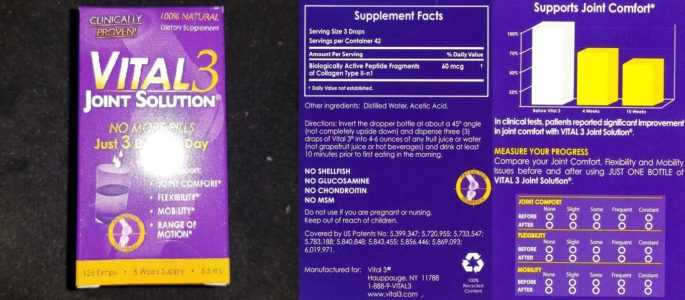 CLINICALLY
PROVEN!
100% NATURAL
Dietary Supplement
VITAL 3
JOINT SOLUTION®
NO MORE PILLS
Just 3 Day
JOINT COMFORT*
FLEXIBILITY*
MOBILITY*
RANGE OF
MOTION*
126 Drops • 6 Week Supply • 3.5 mL
Supplement Facts
Serving Size 3 Drops
Servings per Container 42
Amount Per Serving % Daily Value
Biologically Active Peptide Fragments 60 mcg †
of Collagen Type II-n1
† Daily Value not established.
Other ingredients: Distilled Water, Acetic Acid.
Directions: Invert the dropper bottle at about a 45° angle
(not completely upside down) and dispense three (3)
drops of Vital 3® into 4-6 ounces of any fruit juice or water
(not grapefruit juice or hot beverages) and drink at least
10 minutes prior to first eating in the morning.
NO SHELLFISH
NO GLUCOSAMINE
NO CHONDROITIN
NO MSM
Do not use if you are pregnant or nursing.
Keep out of reach of children.
Covered by US Patents No: 5,399,347; 5,720,955; 5,733,547;
5,783,188; 5,840,848; 5,843,455; 5,856,446; 5,869,093;
6,019,971.
Manufactured for: Vital 3®
Hauppauge, NY 11788
1-888-9-VITAL3
www.vital3.com
100%
Recycled
Content
Supports Joint Comfort*
100%
75%
50%
25%
Before Vital 3 4 Weeks 10 Weeks
In clinical tests, patients reported significant improvement
in joint comfort with VITAL 3 Joint Solution®.
MEASURE YOUR PROGRESS
Compare your Joint Comfort, Flexibility and Mobility
Issues before and after using JUST ONE BOTTLE of
VITAL 3 Joint Solution®.
JOINT COMFORT
None Slight Some Frequent Constant
BEFORE
AFTER
FLEXIBILITY
None Slight Some Frequent Constant
BEFORE
AFTER
MOBILITY
None Slight Some Frequent Constant
BEFORE
AFTER